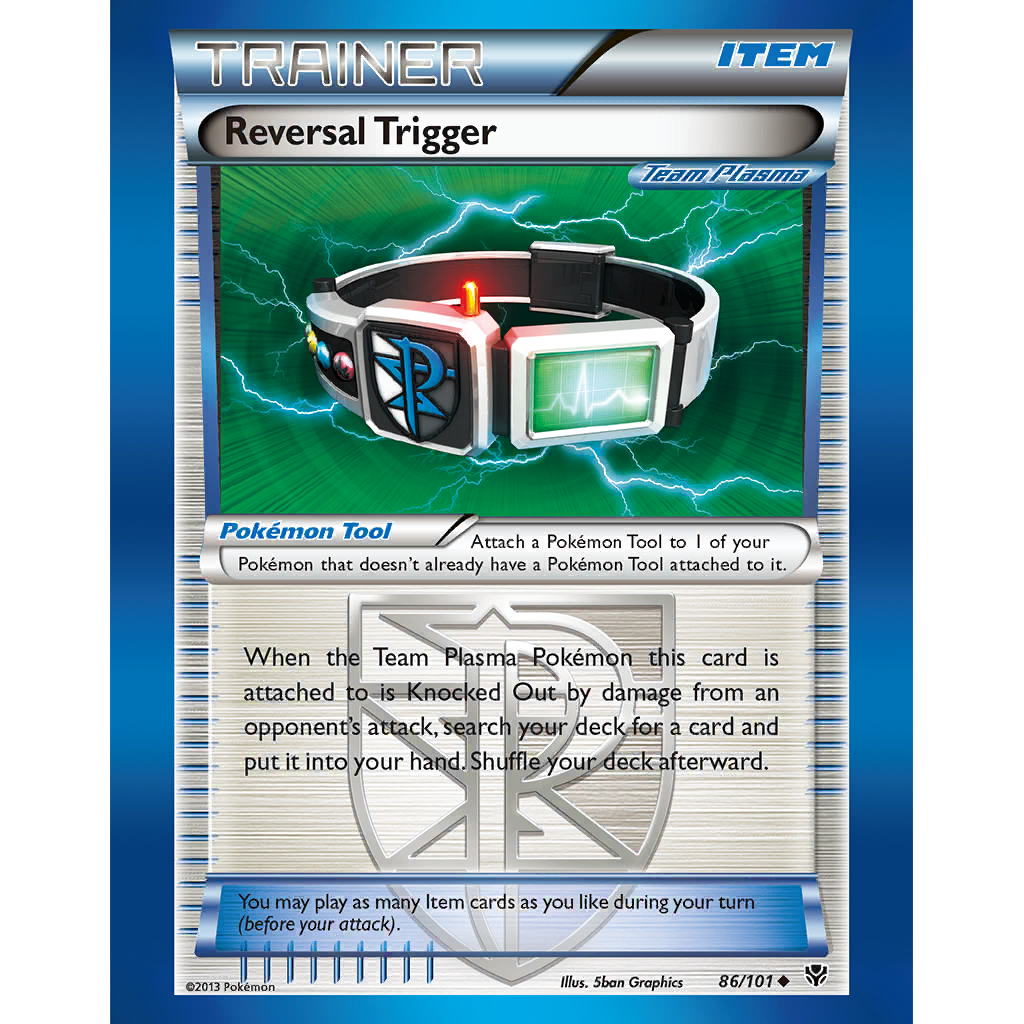 TRAINER
ITEM
Reversal Trigger
Team Plasma
Pokémon Tool
Attach a Pokémon Tool to 1 of your
Pokémon that doesn't already have a Pokémon Tool attached to it.
When the Team Plasma Pokémon this card is
attached to is Knocked Out by damage from an
opponent's attack, search your deck for a card and
put it into your hand. Shuffle your deck afterward.
You may play as many Item cards as you like during your turn
(before your attack).
©2013 Pokémon
Illus. 5ban Graphics
86/101